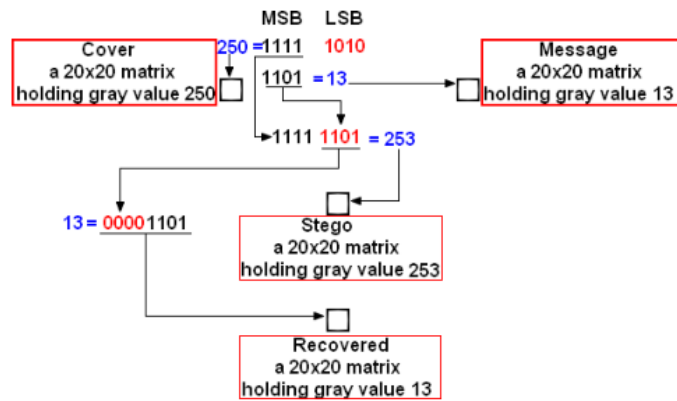 MSB LSB
Cover
a 20x20 matrix
holding gray value 250
250 = 1111 1010
1101 = 13
Message
a 20x20 matrix
holding gray value 13
1111 1101 = 253
13 = 00001101
Stego
a 20x20 matrix
holding gray value 253
Recovered
a 20x20 matrix
holding gray value 13